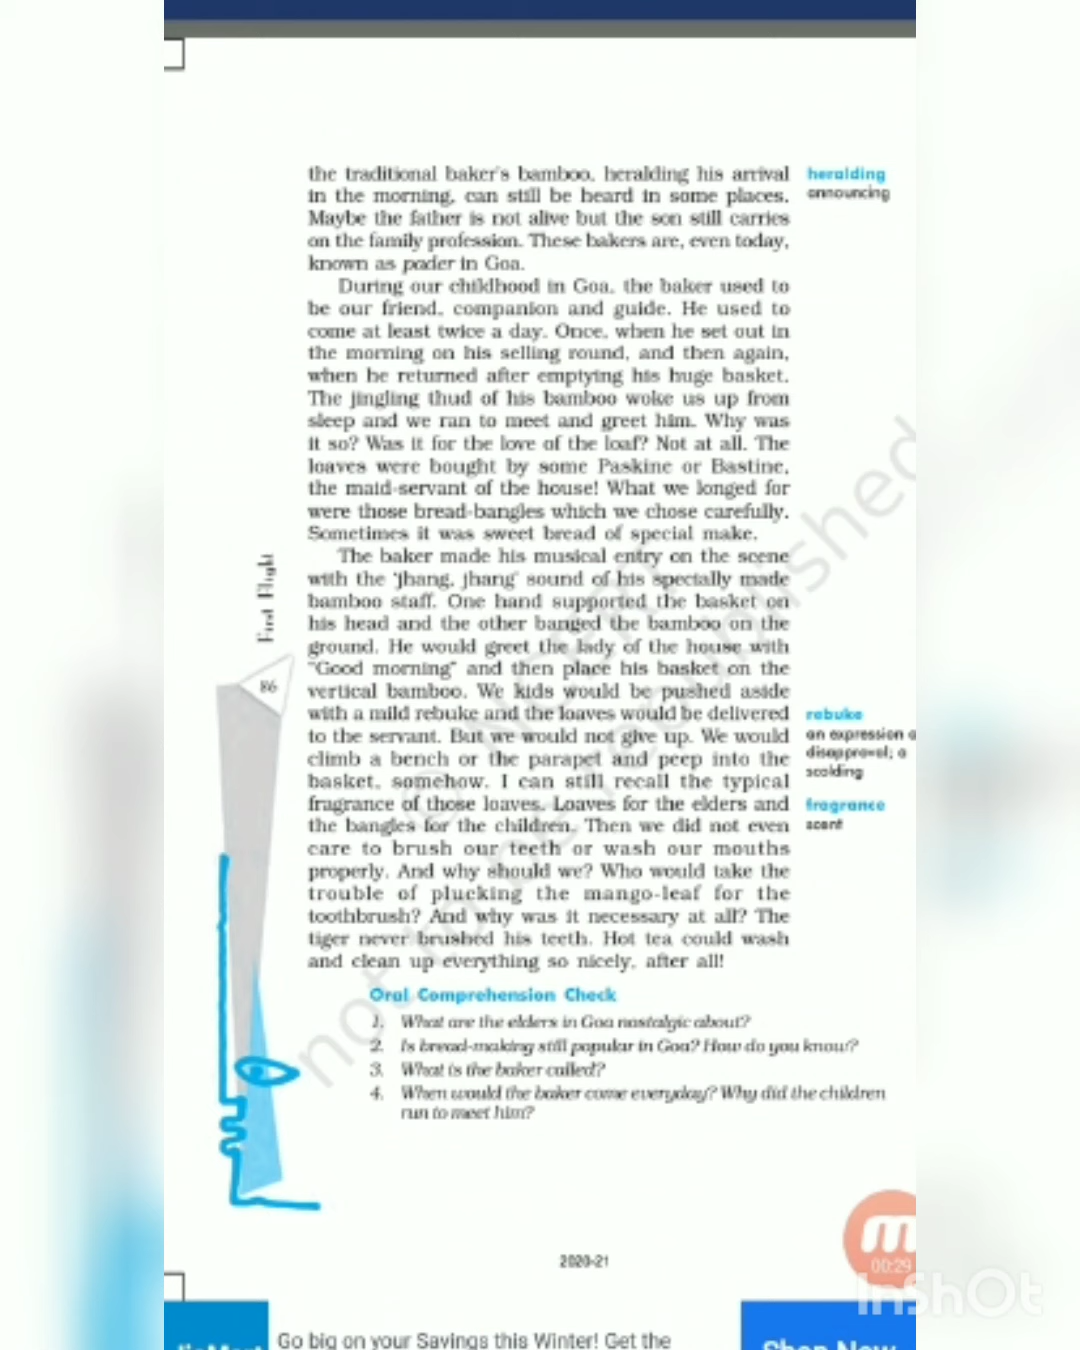 the traditional baker's bamboo, heralding his arrival
in the morning, can still be heard in some places.
Maybe the father is not alive but the son still carries
on the family profession. These bakers are, even today,
known as pader in Goa.
During our childhood in Goa, the baker used to
be our friend, companion and guide. He used to
come at least twice a day. Once, when he set out in
the morning on his selling round, and then again,
when he returned after emptying his huge basket.
The jingling thud of his bamboo woke us up from
sleep and we ran to meet and greet him. Why was
it so? Was it for the love of the loaf? Not at all. The
loaves were bought by some Paskine or Bastine,
the maid-servant of the house! What we longed for
were those bread-bangles which we chose carefully.
Sometimes it was sweet bread of special make.
The baker made his musical entry on the scene
with the 'jhang, jhang' sound of his specially made
bamboo staff. One hand supported the basket on
his head and the other banged the bamboo on the
ground. He would greet the lady of the house with
"Good morning" and then place his basket on the
vertical bamboo. We kids would be pushed aside
with a mild rebuke and the loaves would be delivered
to the servant. But we would not give up. We would
climb a bench or the parapet and peep into the
basket, somehow. I can still recall the typical
fragrance of those loaves. Loaves for the elders and
the bangles for the children. Then we did not even
care to brush our teeth or wash our mouths
properly. And why should we? Who would take the
trouble of plucking the mango-leaf for the
toothbrush? And why was it necessary at all? The
tiger never brushed his teeth. Hot tea could wash
and clean up everything so nicely, after all!
heralding
announcing
rebuke
an expression o
disapproval; a
scolding
fragrance
scent
First Flight
86
Oral Comprehension Check
1. What are the elders in Goa nostalgic about?
2. Is bread-making still popular in Goa? How do you know?
3. What is the baker called?
4. When would the baker come everyday? Why did the children
run to meet him?
not to be republished
© NCERT
2020-21
00:29
InShOt
Go big on your Savings this Winter! Get the
Shop Now